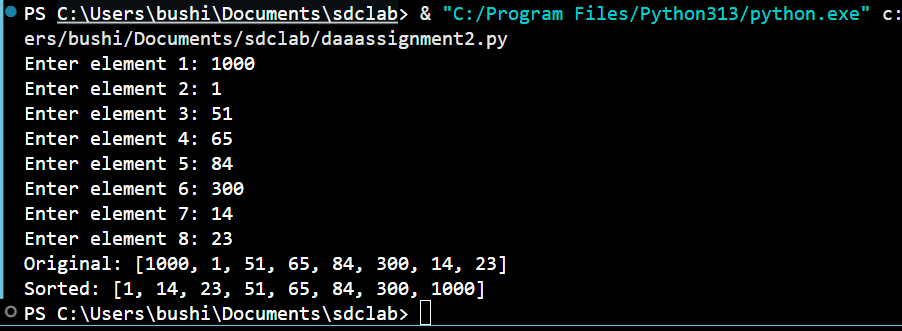 PS C:\Users\bushi\Documents\sdclab> & "C:/Program Files/Python313/python.exe" c:
ers/bushi/Documents/sdclab/daaassignment2.py
Enter element 1: 1000
Enter element 2: 1
Enter element 3: 51
Enter element 4: 65
Enter element 5: 84
Enter element 6: 300
Enter element 7: 14
Enter element 8: 23
Original: [1000, 1, 51, 65, 84, 300, 14, 23]
Sorted: [1, 14, 23, 51, 65, 84, 300, 1000]
PS C:\Users\bushi\Documents\sdclab>